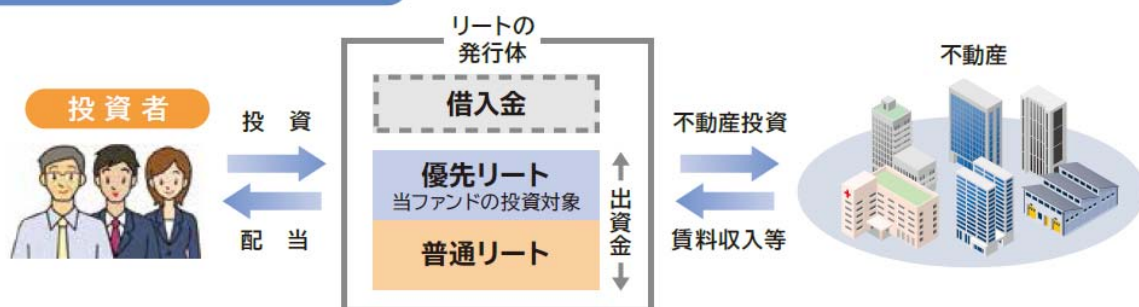 リートの
発行体
不動産
投資者
投資
配当
借入金
優先リート
当ファンドの投資対象
普通リート
出資金
不動産投資
賃料収入等